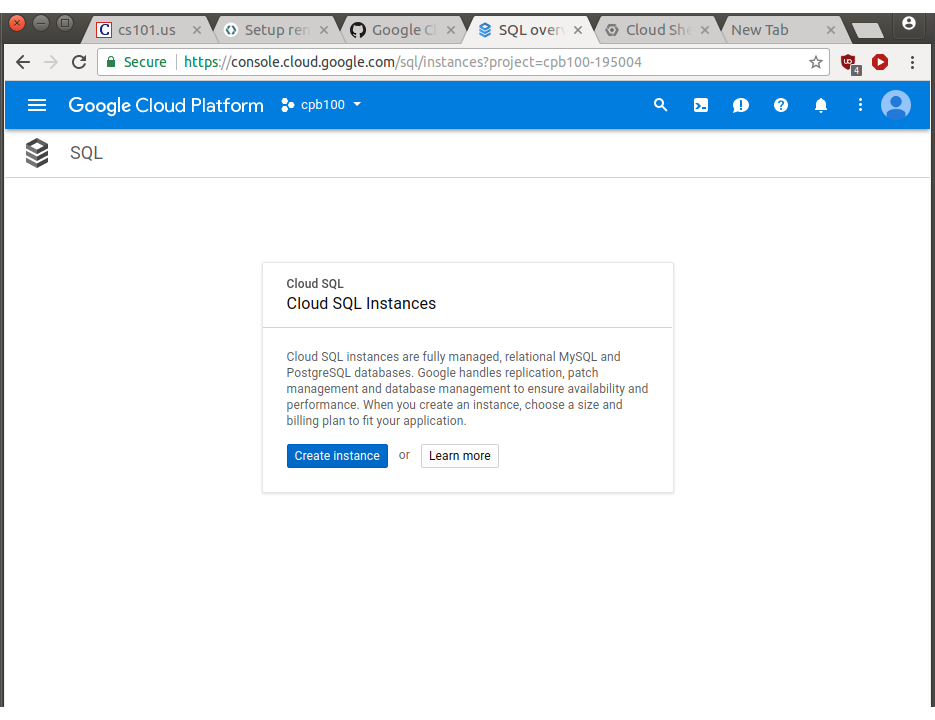 C cs101.us × Setup ren × Google Cl × SQL overv × Cloud She × New Tab ×
Secure https://console.cloud.google.com/sql/instances?project=cpb100-195004 4
Google Cloud Platform cpb100
SQL
Cloud SQL
Cloud SQL Instances
Cloud SQL instances are fully managed, relational MySQL and
PostgreSQL databases. Google handles replication, patch
management and database management to ensure availability and
performance. When you create an instance, choose a size and
billing plan to fit your application.
Create instance or Learn more